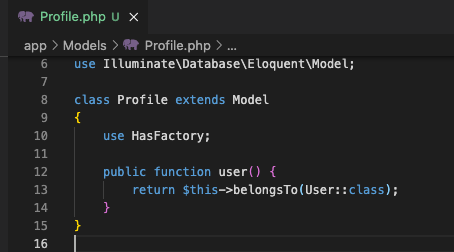 Profile.php U ×
app > Models > Profile.php > ...
6 use Illuminate\Database\Eloquent\Model;
7
8 class Profile extends Model
9 {
10 use HasFactory;
11
12 public function user() {
13 return $this->belongsTo(User::class);
14 }
15 }
16